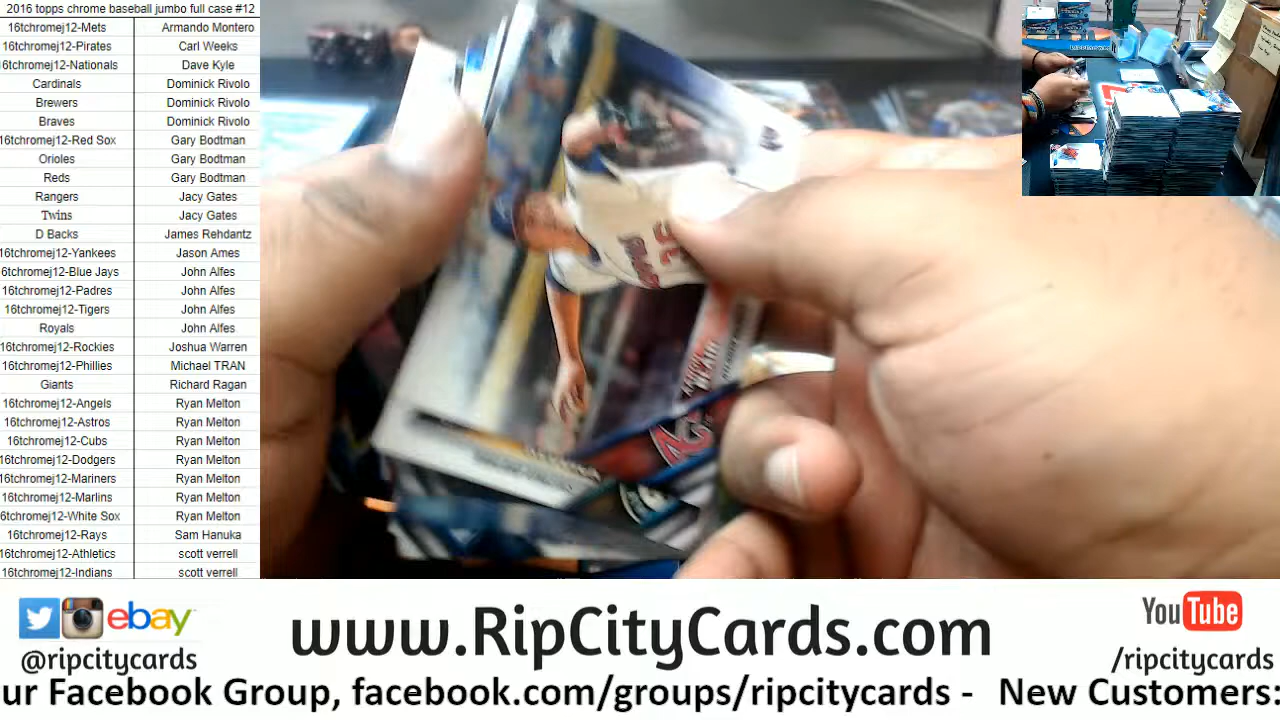 2016 topps chrome baseball jumbo full case #12
16tchromej12-Mets Armando Montero
16tchromej12-Pirates Carl Weeks
6tchromej12-Nationals Dave Kyle
Cardinals Dominick Rivolo
Brewers Dominick Rivolo
Braves Dominick Rivolo
16tchromej12-Red Sox Gary Bodtman
Orioles Gary Bodtman
Reds Gary Bodtman
Rangers Jacy Gates
Twins Jacy Gates
D Backs James Rehdantz
16tchromej12-Yankees Jason Ames
6tchromej12-Blue Jays John Alfes
16tchromej12-Padres John Alfes
16tchromej12-Tigers John Alfes
Royals John Alfes
16tchromej12-Rockies Joshua Warren
16tchromej12-Phillies Michael TRAN
Giants Richard Ragan
16tchromej12-Angels Ryan Melton
16tchromej12-Astros Ryan Melton
16tchromej12-Cubs Ryan Melton
16tchromej12-Dodgers Ryan Melton
16tchromej12-Mariners Ryan Melton
16tchromej12-Marlins Ryan Melton
6tchromej12-White Sox Ryan Melton
16tchromej12-Rays Sam Hanuka
16tchromej12-Athletics scott verrell
16tchromej12-Indians scott verrell
BLAIR
ebay
@ripcitycards
www.RipCityCards.com
YouTube
/ripcitycards
ur Facebook Group, facebook.com/groups/ripcitycards - New Customers: